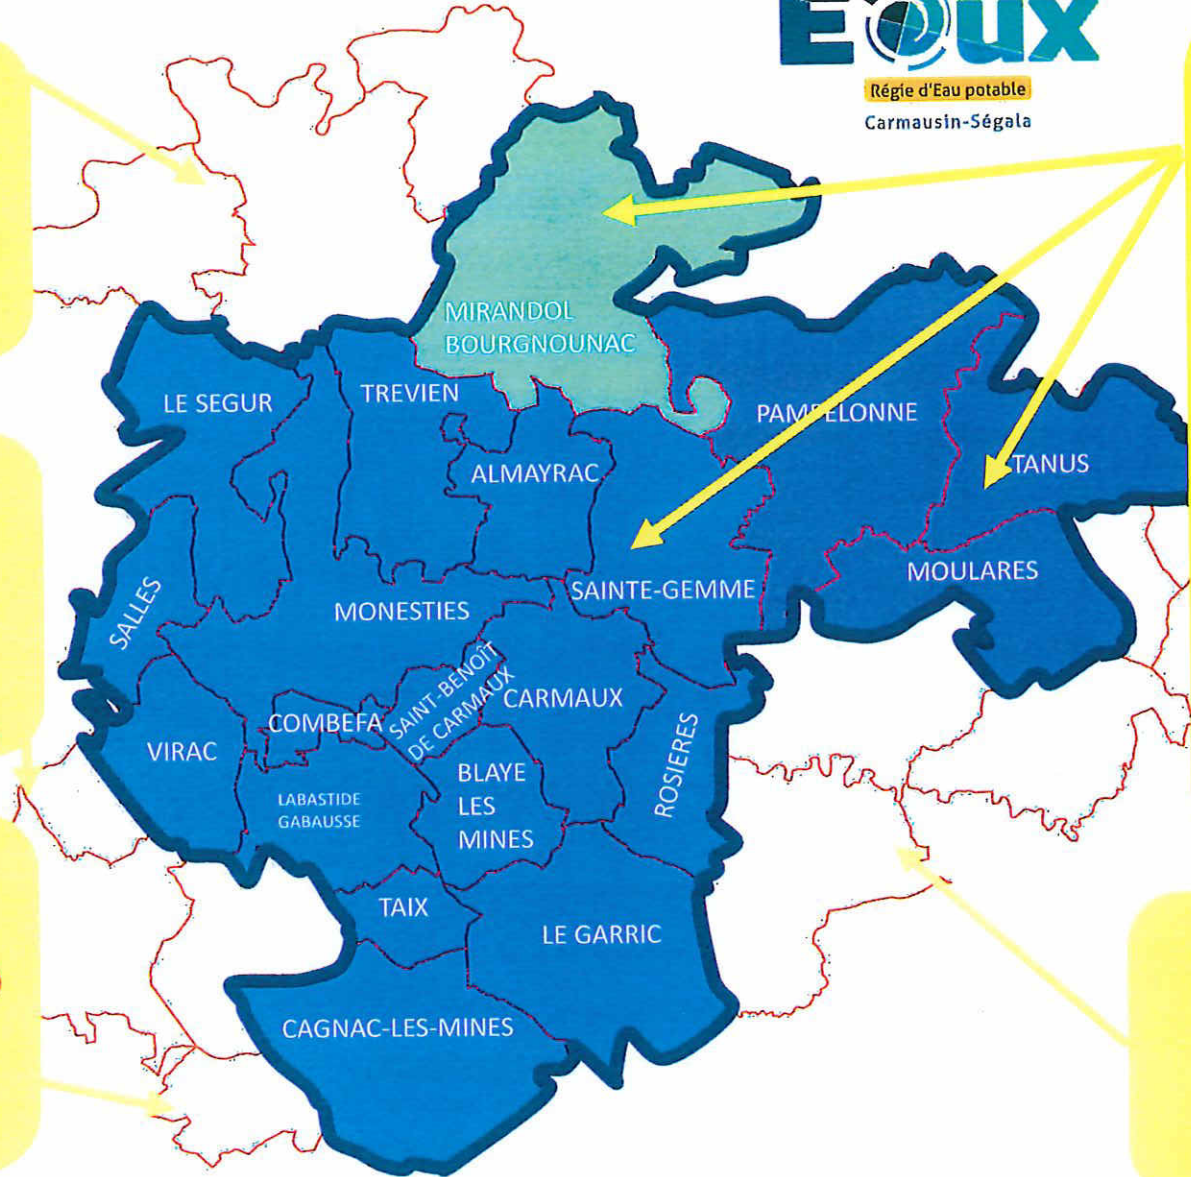 Eaux
Régie d'Eau potable
Carmausin-Ségala
MIRANDOL
BOURGNOUNAC
LE SEGUR
TREVIEN
PAMPELONNE
ALMAYRAC
TANUS
MOULARES
SALLES
MONESTIES
SAINTE-GEMME
SAINT-BENOÎT
DE CARMAUX
CARMAUX
COMBEFA
VIRAC
ROSIERES
BLAYE
LES
MINES
LABASTIDE
GABAUSSE
TAIX
LE GARRIC
CAGNAC-LES-MINES